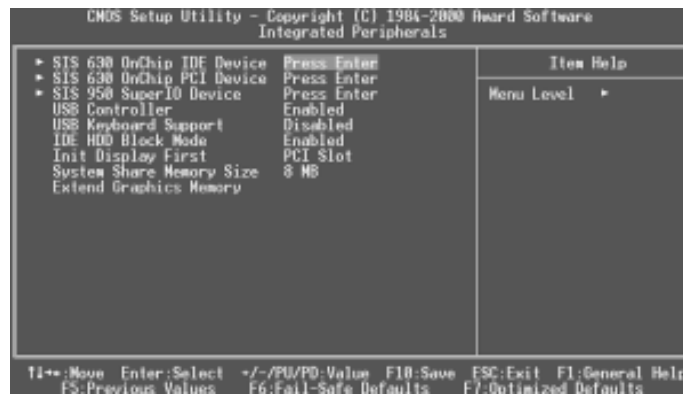 CMOS Setup Utility - Copyright (C) 1984-2000 Award Software
Integrated Peripherals
► SIS 630 OnChip IDE Device Press Enter
► SIS 630 OnChip PCI Device Press Enter
► SIS 950 SuperIO Device Press Enter
USB Controller Enabled
USB Keyboard Support Disabled
IDE HDD Block Mode Enabled
Init Display First PCI Slot
System Share Memory Size 8 MB
Extend Graphics Memory
Item Help
Menu Level ►
↑↓→←:Move Enter:Select +/-/PU/PD:Value F10:Save ESC:Exit F1:General Help
F5:Previous Values F6:Fail-Safe Defaults F7:Optimized Defaults